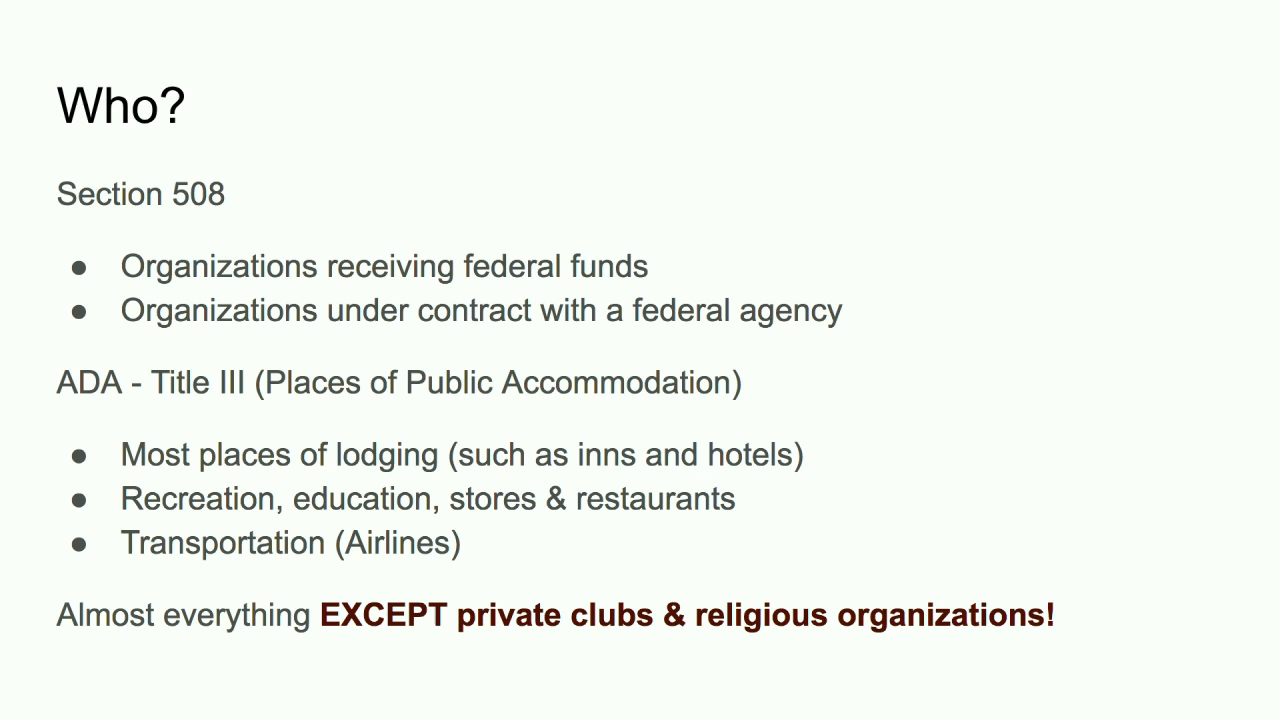 Who?
Section 508
● Organizations receiving federal funds
● Organizations under contract with a federal agency
ADA - Title III (Places of Public Accommodation)
● Most places of lodging (such as inns and hotels)
● Recreation, education, stores & restaurants
● Transportation (Airlines)
Almost everything EXCEPT private clubs & religious organizations!